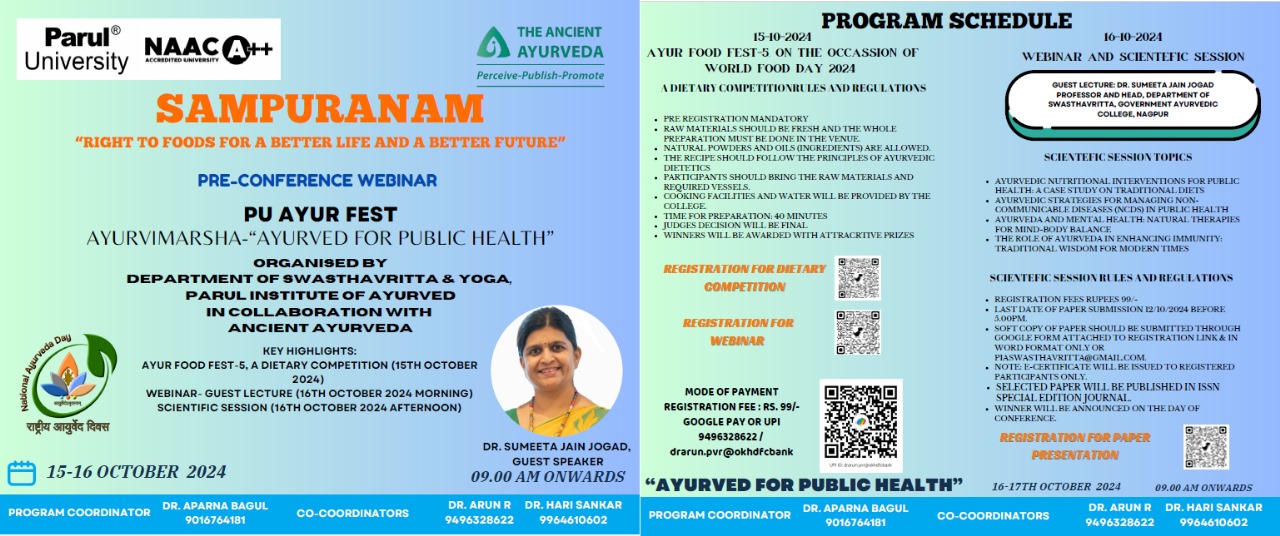 Parul®
University
NAAC A++
ACCREDITED UNIVERSITY
THE ANCIENT
AYURVEDA
Perceive-Publish-Promote
SAMPURANAM
“RIGHT TO FOODS FOR A BETTER LIFE AND A BETTER FUTURE”
PRE-CONFERENCE WEBINAR
PU AYUR FEST
AYURVIMARSHA-“AYURVED FOR PUBLIC HEALTH”
ORGANISED BY
DEPARTMENT OF SWASTHAVRITTA & YOGA,
PARUL INSTITUTE OF AYURVED
IN COLLABORATION WITH
ANCIENT AYURVEDA
KEY HIGHLIGHTS:
AYUR FOOD FEST-5, A DIETARY COMPETITION (15TH OCTOBER
2024)
WEBINAR- GUEST LECTURE (16TH OCTOBER 2024 MORNING)
SCIENTIFIC SESSION (16TH OCTOBER 2024 AFTERNOON)
National Ayurveda Day
राष्ट्रीय आयुर्वेद दिवस
DR. SUMEETA JAIN JOGAD,
GUEST SPEAKER
15-16 OCTOBER 2024
09.00 AM ONWARDS
PROGRAM COORDINATOR
DR. APARNA BAGUL
9016764181
CO-COORDINATORS
DR. ARUN R
9496328622
DR. HARI SANKAR
9964610602
PROGRAM SCHEDULE
15-10-2024
AYUR FOOD FEST-5 ON THE OCCASSION OF
WORLD FOOD DAY 2024
A DIETARY COMPETITIONRULES AND REGULATIONS
• PRE REGISTRATION MANDATORY
• RAW MATERIALS SHOULD BE FRESH AND THE WHOLE
PREPARATION MUST BE DONE IN THE VENUE.
• NATURAL POWDERS AND OILS (INGREDIENTS) ARE ALLOWED.
• THE RECIPE SHOULD FOLLOW THE PRINCIPLES OF AYURVEDIC
DIETETICS
• PARTICIPANTS SHOULD BRING THE RAW MATERIALS AND
REQUIRED VESSELS.
• COOKING FACILITIES AND WATER WILL BE PROVIDED BY THE
COLLEGE.
• TIME FOR PREPARATION: 40 MINUTES
• JUDGES DECISION WILL BE FINAL
• WINNERS WILL BE AWARDED WITH ATTRACRTIVE PRIZES
REGISTRATION FOR DIETARY
COMPETITION
REGISTRATION FOR
WEBINAR
MODE OF PAYMENT
REGISTRATION FEE : RS. 99/-
GOOGLE PAY OR UPI
9496328622 /
drarun.pvr@okhdfcbank
UPI ID: drarun.pvr@okhdfcbank
“AYURVED FOR PUBLIC HEALTH”
16-10-2024
WEBINAR AND SCIENTEFIC SESSION
GUEST LECTURE: DR. SUMEETA JAIN JOGAD
PROFESSOR AND HEAD, DEPARTMENT OF
SWASTHAVRITTA, GOVERNMENT AYURVEDIC
COLLEGE, NAGPUR
SCIENTEFIC SESSION TOPICS
• AYURVEDIC NUTRITIONAL INTERVENTIONS FOR PUBLIC
HEALTH: A CASE STUDY ON TRADITIONAL DIETS
• AYURVEDIC STRATEGIES FOR MANAGING NON-
COMMUNICABLE DISEASES (NCDS) IN PUBLIC HEALTH
• AYURVEDA AND MENTAL HEALTH: NATURAL THERAPIES
FOR MIND-BODY BALANCE
• THE ROLE OF AYURVEDA IN ENHANCING IMMUNITY:
TRADITIONAL WISDOM FOR MODERN TIMES
SCIENTEFIC SESSION RULES AND REGULATIONS
• REGISTRATION FEES RUPEES 99/-
• LAST DATE OF PAPER SUBMISSION 12/10/2024 BEFORE
5.00PM.
• SOFT COPY OF PAPER SHOULD BE SUBMITTED THROUGH
GOOGLE FORM ATTACHED TO REGISTRATION LINK & IN
WORD FORMAT ONLY OR
PIASWASTHAVRITTA@GMAIL.COM.
• NOTE: E-CERTIFICATE WILL BE ISSUED TO REGISTERED
PARTICIPANTS ONLY.
• SELECTED PAPER WILL BE PUBLISHED IN ISSN
SPECIAL EDITION JOURNAL.
• WINNER WILL BE ANNOUNCED ON THE DAY OF
CONFERENCE.
REGISTRATION FOR PAPER
PRESENTATION
16-17TH OCTOBER 2024
09.00 AM ONWARDS
PROGRAM COORDINATOR
DR. APARNA BAGUL
9016764181
CO-COORDINATORS
DR. ARUN R
9496328622
DR. HARI SANKAR
9964610602